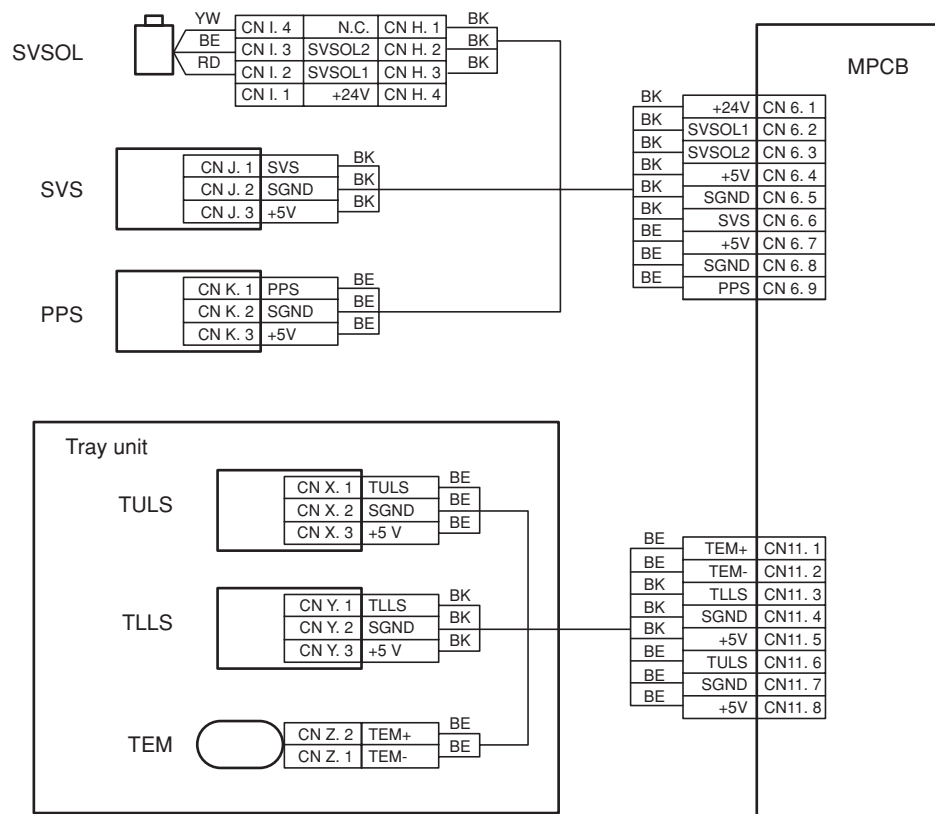 SVSOL
YW
BE
RD
CN I. 4 N.C. CN H. 1
CN I. 3 SVSOL2 CN H. 2
CN I. 2 SVSOL1 CN H. 3
CN I. 1 +24V CN H. 4
BK
BK
BK
SVS
CN J. 1 SVS
CN J. 2 SGND
CN J. 3 +5V
BK
BK
BK
PPS
CN K. 1 PPS
CN K. 2 SGND
CN K. 3 +5V
BE
BE
BE
MPCB
BK +24V CN 6. 1
BK SVSOL1 CN 6. 2
BK SVSOL2 CN 6. 3
BK +5V CN 6. 4
BK SGND CN 6. 5
BK SVS CN 6. 6
BE +5V CN 6. 7
BE SGND CN 6. 8
BE PPS CN 6. 9
Tray unit
TULS
CN X. 1 TULS
CN X. 2 SGND
CN X. 3 +5 V
BE
BE
BE
TLLS
CN Y. 1 TLLS
CN Y. 2 SGND
CN Y. 3 +5 V
BK
BK
BK
TEM
CN Z. 2 TEM+
CN Z. 1 TEM-
BE
BE
BE TEM+ CN11. 1
BE TEM- CN11. 2
BK TLLS CN11. 3
BK SGND CN11. 4
BK +5V CN11. 5
BE TULS CN11. 6
BE SGND CN11. 7
BE +5V CN11. 8